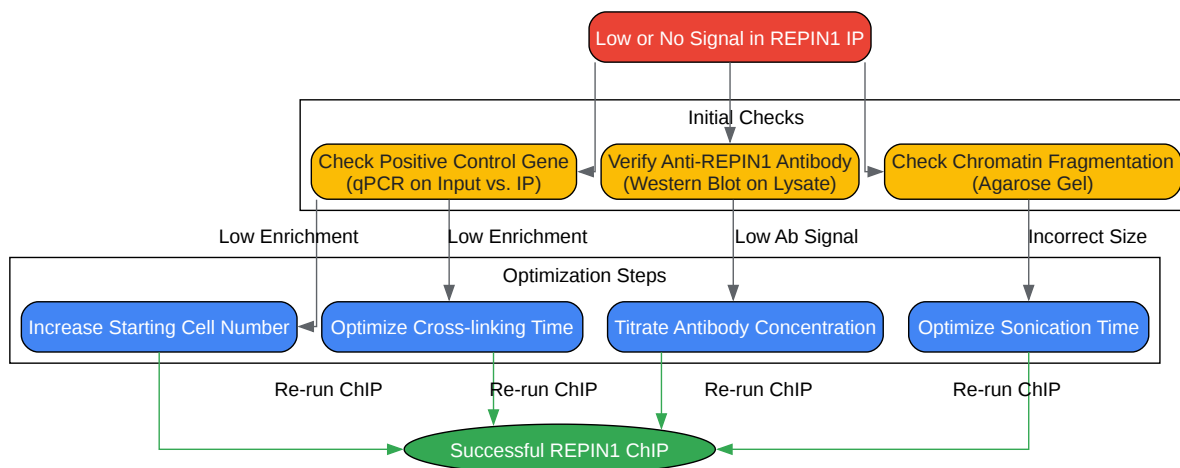 Low or No Signal in REPIN1 IP
Initial Checks
Check Positive Control Gene
(qPCR on Input vs. IP)
Verify Anti-REPIN1 Antibody
(Western Blot on Lysate)
Check Chromatin Fragmentation
(Agarose Gel)
Low Enrichment
Low Enrichment
Low Ab Signal
Incorrect Size
Optimization Steps
Increase Starting Cell Number
Optimize Cross-linking Time
Titrate Antibody Concentration
Optimize Sonication Time
Re-run ChIP
Re-run ChIP
Re-run ChIP
Re-run ChIP
Successful REPIN1 ChIP